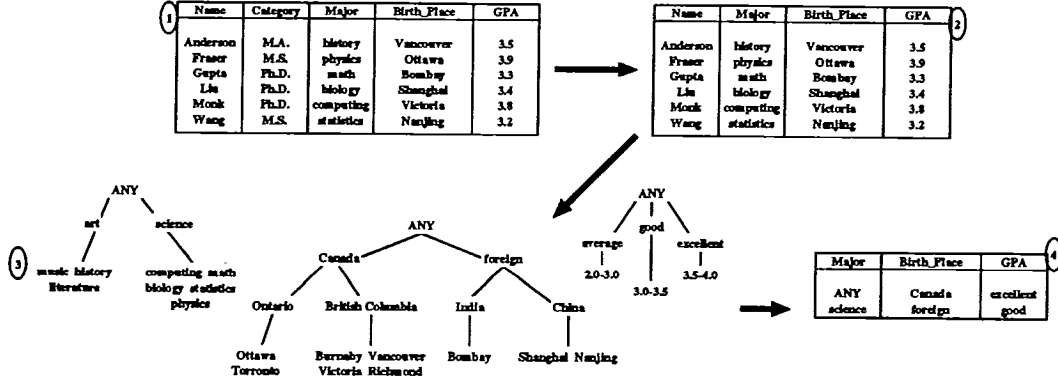 1
Name Category Major Birth_Place GPA
Anderson M.A. history Vancouver 3.5
Fraser M.S. physics Ottawa 3.9
Gupta Ph.D. math Bombay 3.3
Liu Ph.D. biology Shanghai 3.4
Monk Ph.D. computing Victoria 3.8
Wang M.S. statistics Nanjing 3.2
2
Name Major Birth_Place GPA
Anderson history Vancouver 3.5
Fraser physics Ottawa 3.9
Gupta math Bombay 3.3
Liu biology Shanghai 3.4
Monk computing Victoria 3.8
Wang statistics Nanjing 3.2
3
ANY
art science
music history computing math
literature biology statistics
physics
ANY
Canada foreign
Ontario British Columbia India China
Ottawa Burnaby Vancouver Bombay Shanghai Nanjing
Torronto Victoria Richmond
ANY
average good excellent
2.0-3.0 3.0-3.5 3.5-4.0
4
Major Birth_Place GPA
ANY Canada excellent
science foreign good